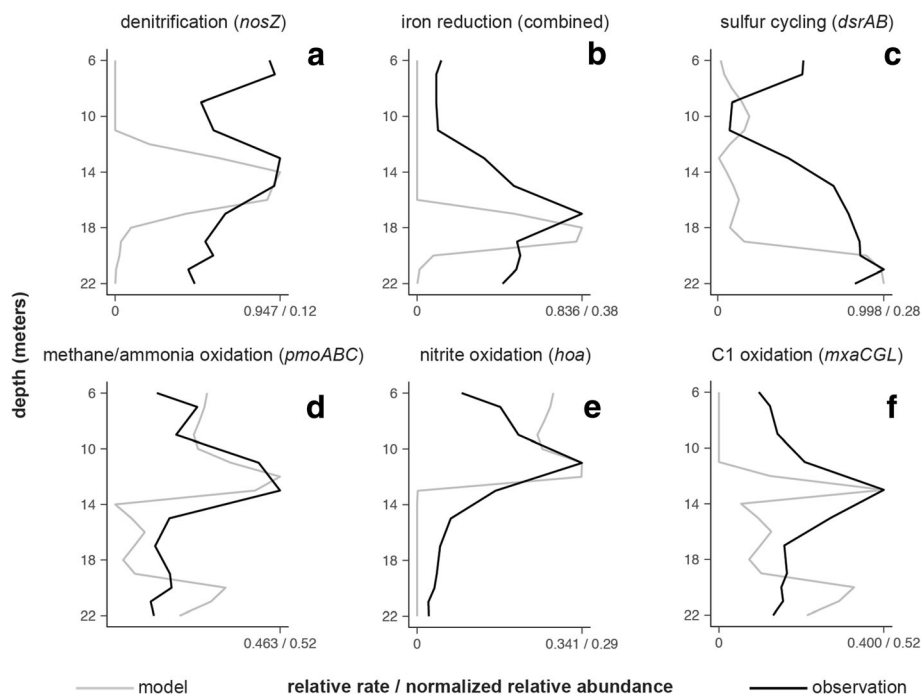 denitrification (nosZ)
iron reduction (combined)
sulfur cycling (dsrAB)
a
b
c
6
10
14
18
22
6
10
14
18
22
6
10
14
18
22
0
0.947 / 0.12
0
0.836 / 0.38
0
0.998 / 0.28
depth (meters)
methane/ammonia oxidation (pmoABC)
nitrite oxidation (hoa)
C1 oxidation (mxaCGL)
d
e
f
6
10
14
18
22
6
10
14
18
22
6
10
14
18
22
0.463 / 0.52
0
0.341 / 0.29
0
0.400 / 0.52
model
relative rate / normalized relative abundance
observation